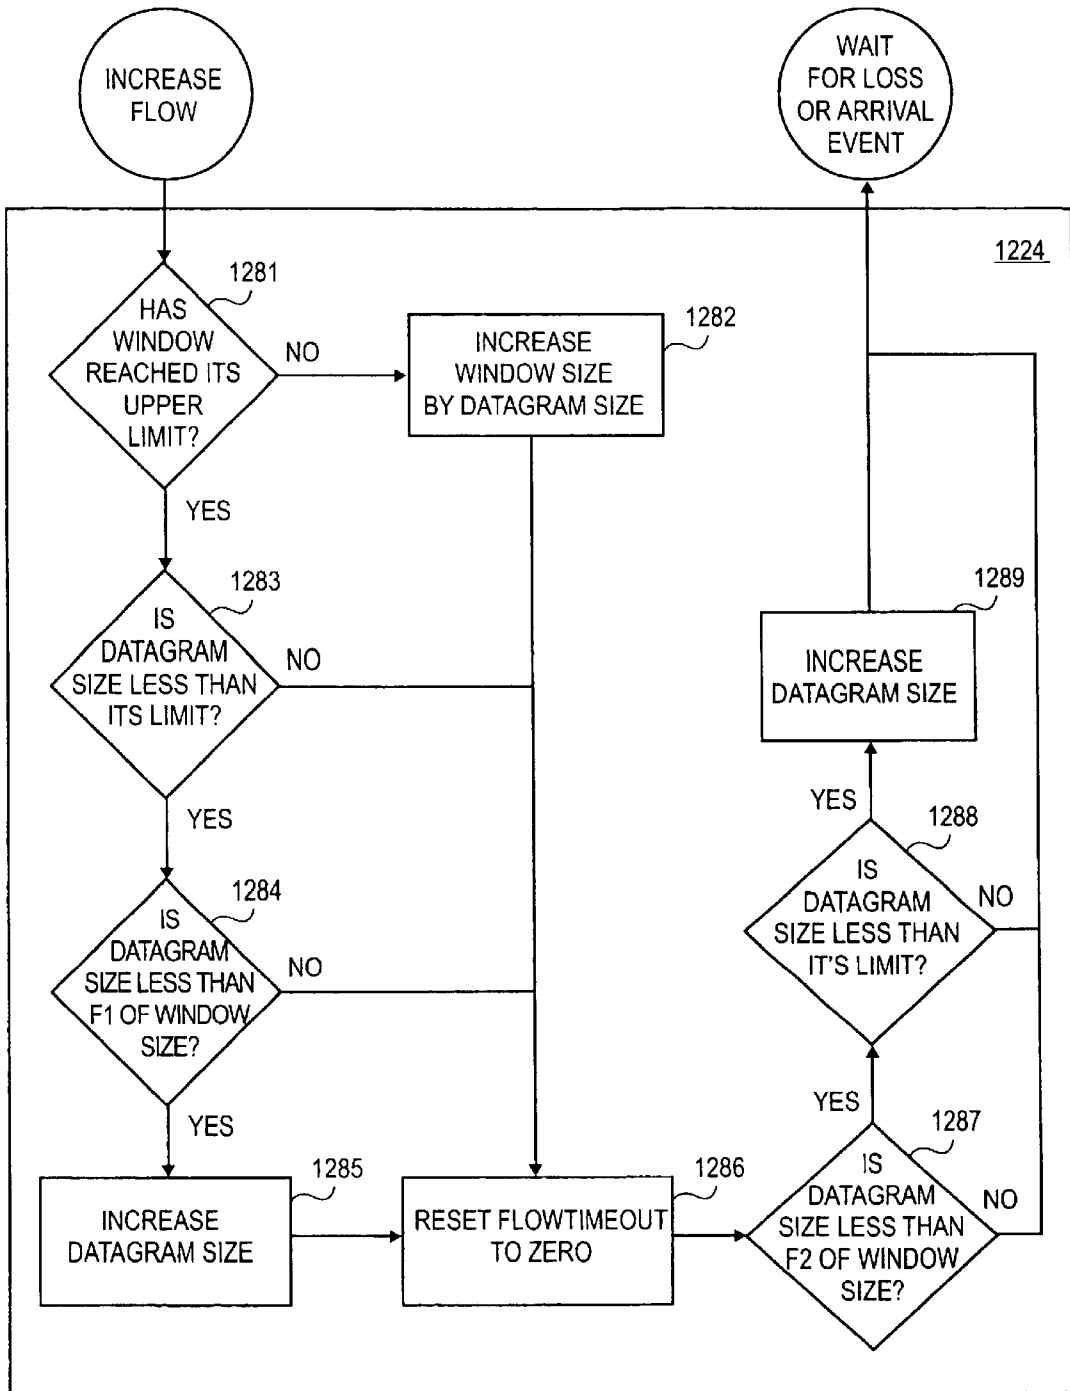 INCREASE
FLOW
WAIT
FOR LOSS
OR ARRIVAL
EVENT
1224
1281
HAS
WINDOW
REACHED ITS
UPPER
LIMIT?
NO
1282
INCREASE
WINDOW SIZE
BY DATAGRAM SIZE
YES
1283
IS
DATAGRAM
SIZE LESS THAN
ITS LIMIT?
NO
YES
1284
IS
DATAGRAM
SIZE LESS THAN
F1 OF WINDOW
SIZE?
NO
YES
1285
INCREASE
DATAGRAM SIZE
1286
RESET FLOWTIMEOUT
TO ZERO
1287
IS
DATAGRAM
SIZE LESS THAN
F2 OF WINDOW
SIZE?
NO
YES
1288
IS
DATAGRAM
SIZE LESS THAN
IT'S LIMIT?
NO
YES
1289
INCREASE
DATAGRAM SIZE